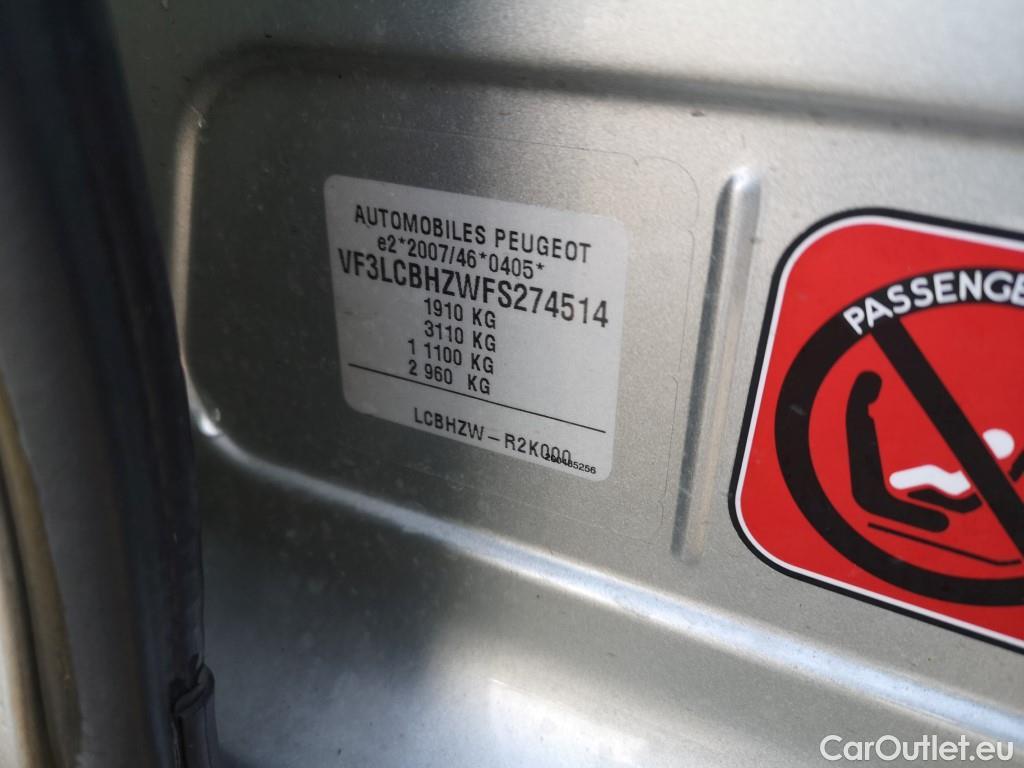 AUTOMOBILES PEUGEOT
e2*2007/46*0405*
VF3LCBHZWFS274514
1910 KG
3110 KG
1 1100 KG
2 960 KG
LCBHZW-R2K000
PASSENGE
CarOutlet.eu